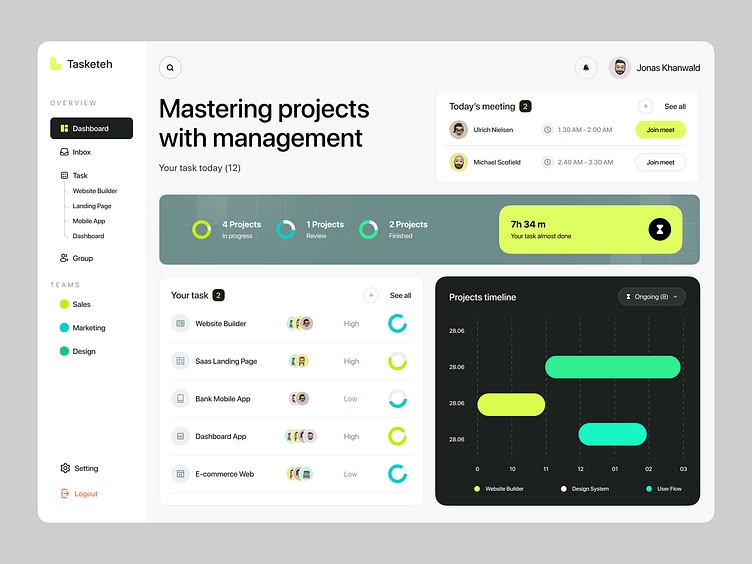 Tasketeh
OVERVIEW
Dashboard
Inbox
Task
Website Builder
Landing Page
Mobile App
Dashboard
Group
TEAMS
Sales
Marketing
Design
Setting
Logout
Jonas Khanwald
Mastering projects
with management
Your task today (12)
Today's meeting 2
See all
Ulrich Nielsen 1.30 AM - 2.00 AM Join meet
Michael Scofield 2.40 AM - 3.30 AM Join meet
4 Projects
In progress
1 Projects
Review
2 Projects
Finished
7h 34 m
Your task almost done
Your task 2
See all
Website Builder High
Saas Landing Page High
Bank Mobile App Low
Dashboard App High
E-commerce Web Low
Projects timeline
Ongoing (8)
28.06
28.06
28.06
28.06
0 10 11 12 01 02 03
Website Builder Design System User Flow